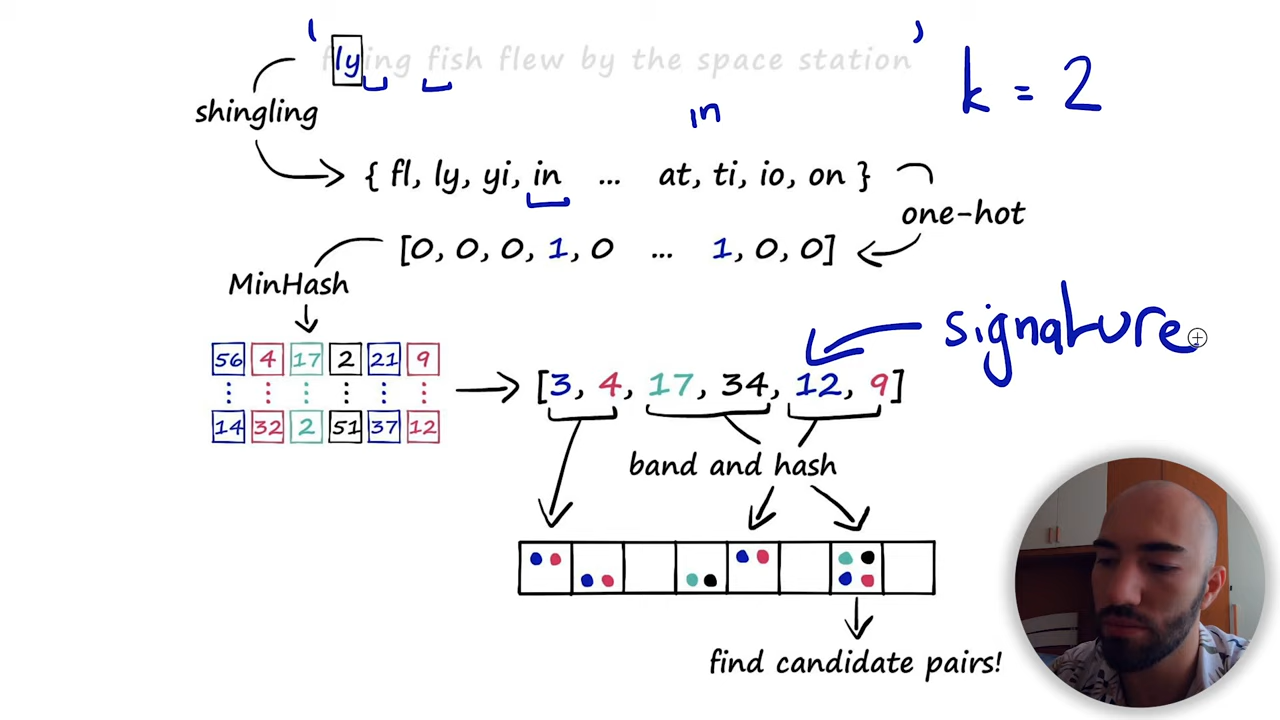 ' flying fish flew by the space station '
k = 2
shingling
in
{ fl, ly, yi, in ... at, ti, io, on }
one-hot
[0, 0, 0, 1, 0 ... 1, 0, 0]
MinHash
signature
56 4 17 2 21 9
[3, 4, 17, 34, 12, 9]
14 32 2 51 37 12
band and hash
find candidate pairs!